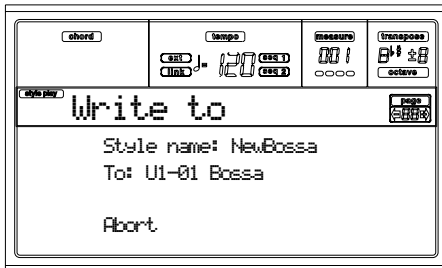 chord
tempo
measure
transpose
ext
link
♩= 120
seq 1
seq 2
001
B♭♮ ±8
octave
style play
Write to
page
Style name: NewBossa
To: U1-01 Bossa
Abort